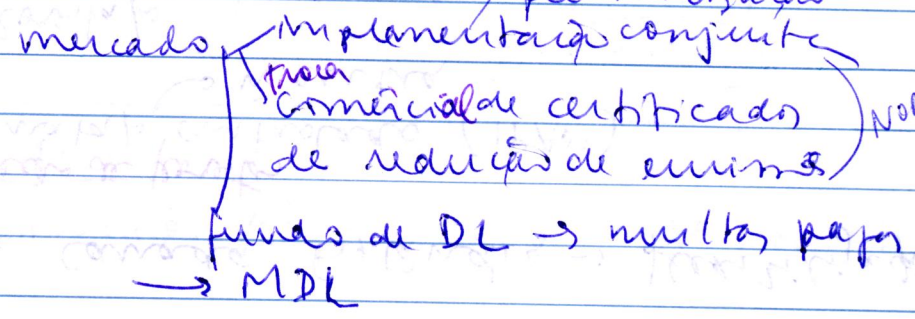 mercado implementação conjunta
troca
comercial de certificados
de redução de emissões
fundo de DL → multas pagas
→ MDL